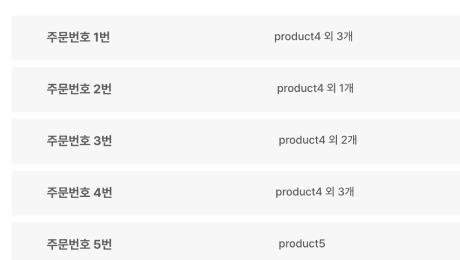 주문번호 1번 product4 외 3개
주문번호 2번 product4 외 1개
주문번호 3번 product4 외 2개
주문번호 4번 product4 외 3개
주문번호 5번 product5